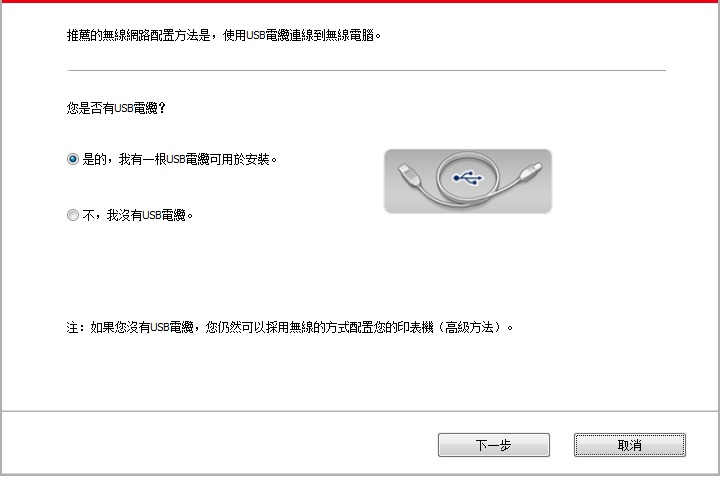 推薦的無線網路配置方法是，使用USB電纜連線到無線電腦。
您是否有USB電纜？
是的，我有一根USB電纜可用於安裝。
不，我沒有USB電纜。
注：如果您沒有USB電纜，您仍然可以採用無線的方式配置您的印表機（高級方法）。
下一步
取消